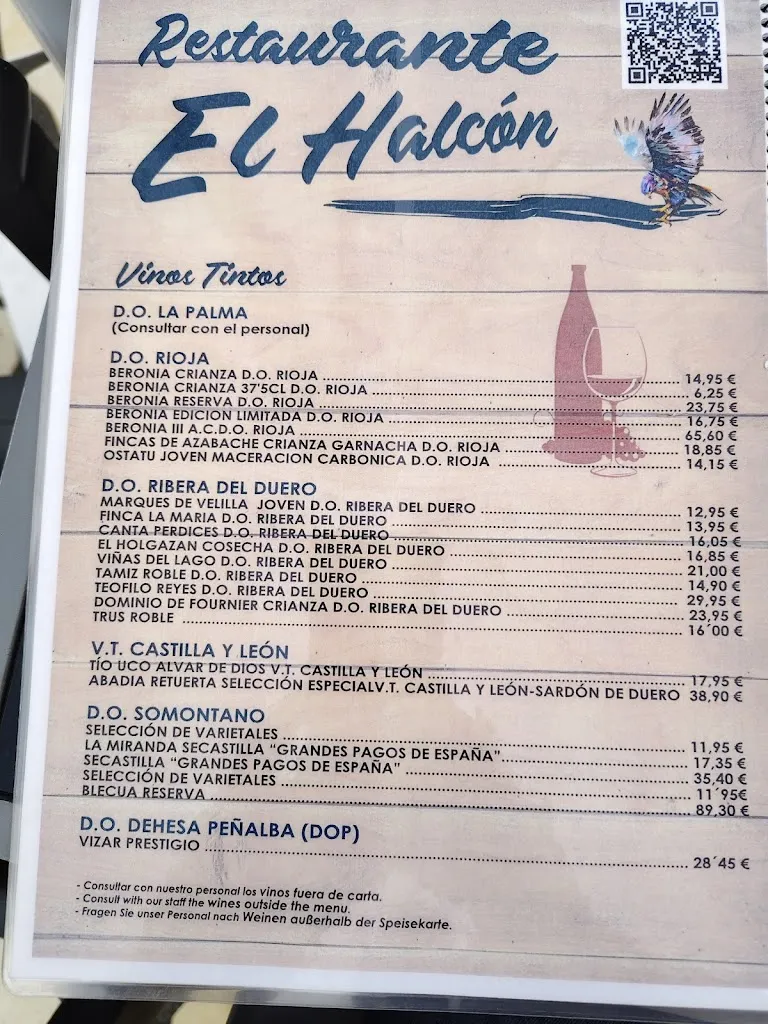 Restaurante
El Halcón
Vinos Tintos
D.O. LA PALMA
(Consultar con el personal)
D.O. RIOJA
BERONIA CRIANZA D.O. RIOJA 14,95 €
BERONIA CRIANZA 37'5CL D.O. RIOJA 6,25 €
BERONIA RESERVA D.O. RIOJA 23,75 €
BERONIA EDICION LIMITADA D.O. RIOJA 16,75 €
BERONIA III A.C.D.O. RIOJA 65,60 €
FINCAS DE AZABACHE CRIANZA GARNACHA D.O. RIOJA 18,85 €
OSTATU JOVEN MACERACION CARBONICA D.O. RIOJA 14,15 €
D.O. RIBERA DEL DUERO
MARQUES DE VELILLA JOVEN D.O. RIBERA DEL DUERO 12,95 €
FINCA LA MARIA D.O. RIBERA DEL DUERO 13,95 €
CANTA PERDICES D.O. RIBERA DEL DUERO 16,05 €
EL HOLGAZAN COSECHA D.O. RIBERA DEL DUERO 16,85 €
VIÑAS DEL LAGO D.O. RIBERA DEL DUERO 21,00 €
TAMIZ ROBLE D.O. RIBERA DEL DUERO 14,90 €
TEOFILO REYES D.O. RIBERA DEL DUERO 29,95 €
DOMINIO DE FOURNIER CRIANZA D.O. RIBERA DEL DUERO 23,95 €
TRUS ROBLE 16´00 €
V.T. CASTILLA Y LEÓN
TÍO UCO ALVAR DE DIOS V.T. CASTILLA Y LEÓN 17,95 €
ABADIA RETUERTA SELECCIÓN ESPECIALV.T. CASTILLA Y LEÓN-SARDÓN DE DUERO 38,90 €
D.O. SOMONTANO
SELECCIÓN DE VARIETALES 11,95 €
LA MIRANDA SECASTILLA “GRANDES PAGOS DE ESPAÑA” 17,35 €
SECASTILLA “GRANDES PAGOS DE ESPAÑA” 35,40 €
SELECCIÓN DE VARIETALES 11´95€
BLECUA RESERVA 89,30 €
D.O. DEHESA PEÑALBA (DOP)
VIZAR PRESTIGIO 28´45 €
- Consultar con nuestro personal los vinos fuera de carta.
- Consult with our staff the wines outside the menu.
- Fragen Sie unser Personal nach Weinen außerhalb der Speisekarte.